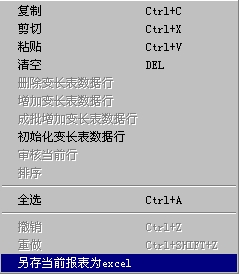 复制 Ctrl+C
剪切 Ctrl+X
粘贴 Ctrl+V
清空 DEL
删除变长表数据行
增加变长表数据行
成批增加变长表数据行
初始化变长表数据行
审核当前行
排序
全选 Ctrl+A
撤销 Ctrl+Z
重做 Ctrl+SHIFT+Z
另存当前报表为excel